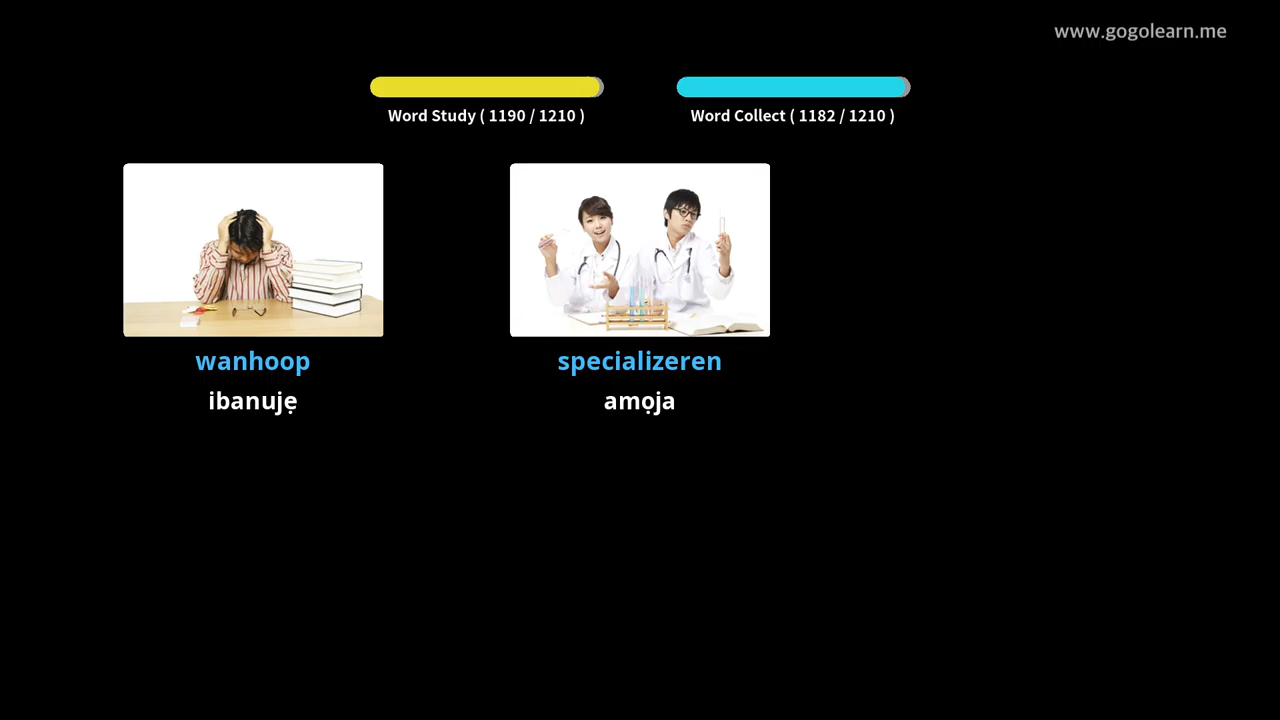 www.gogolearn.me
Word Study ( 1190 / 1210 )
Word Collect ( 1182 / 1210 )
wanhoop
ibanujẹ
specializeren
amọja